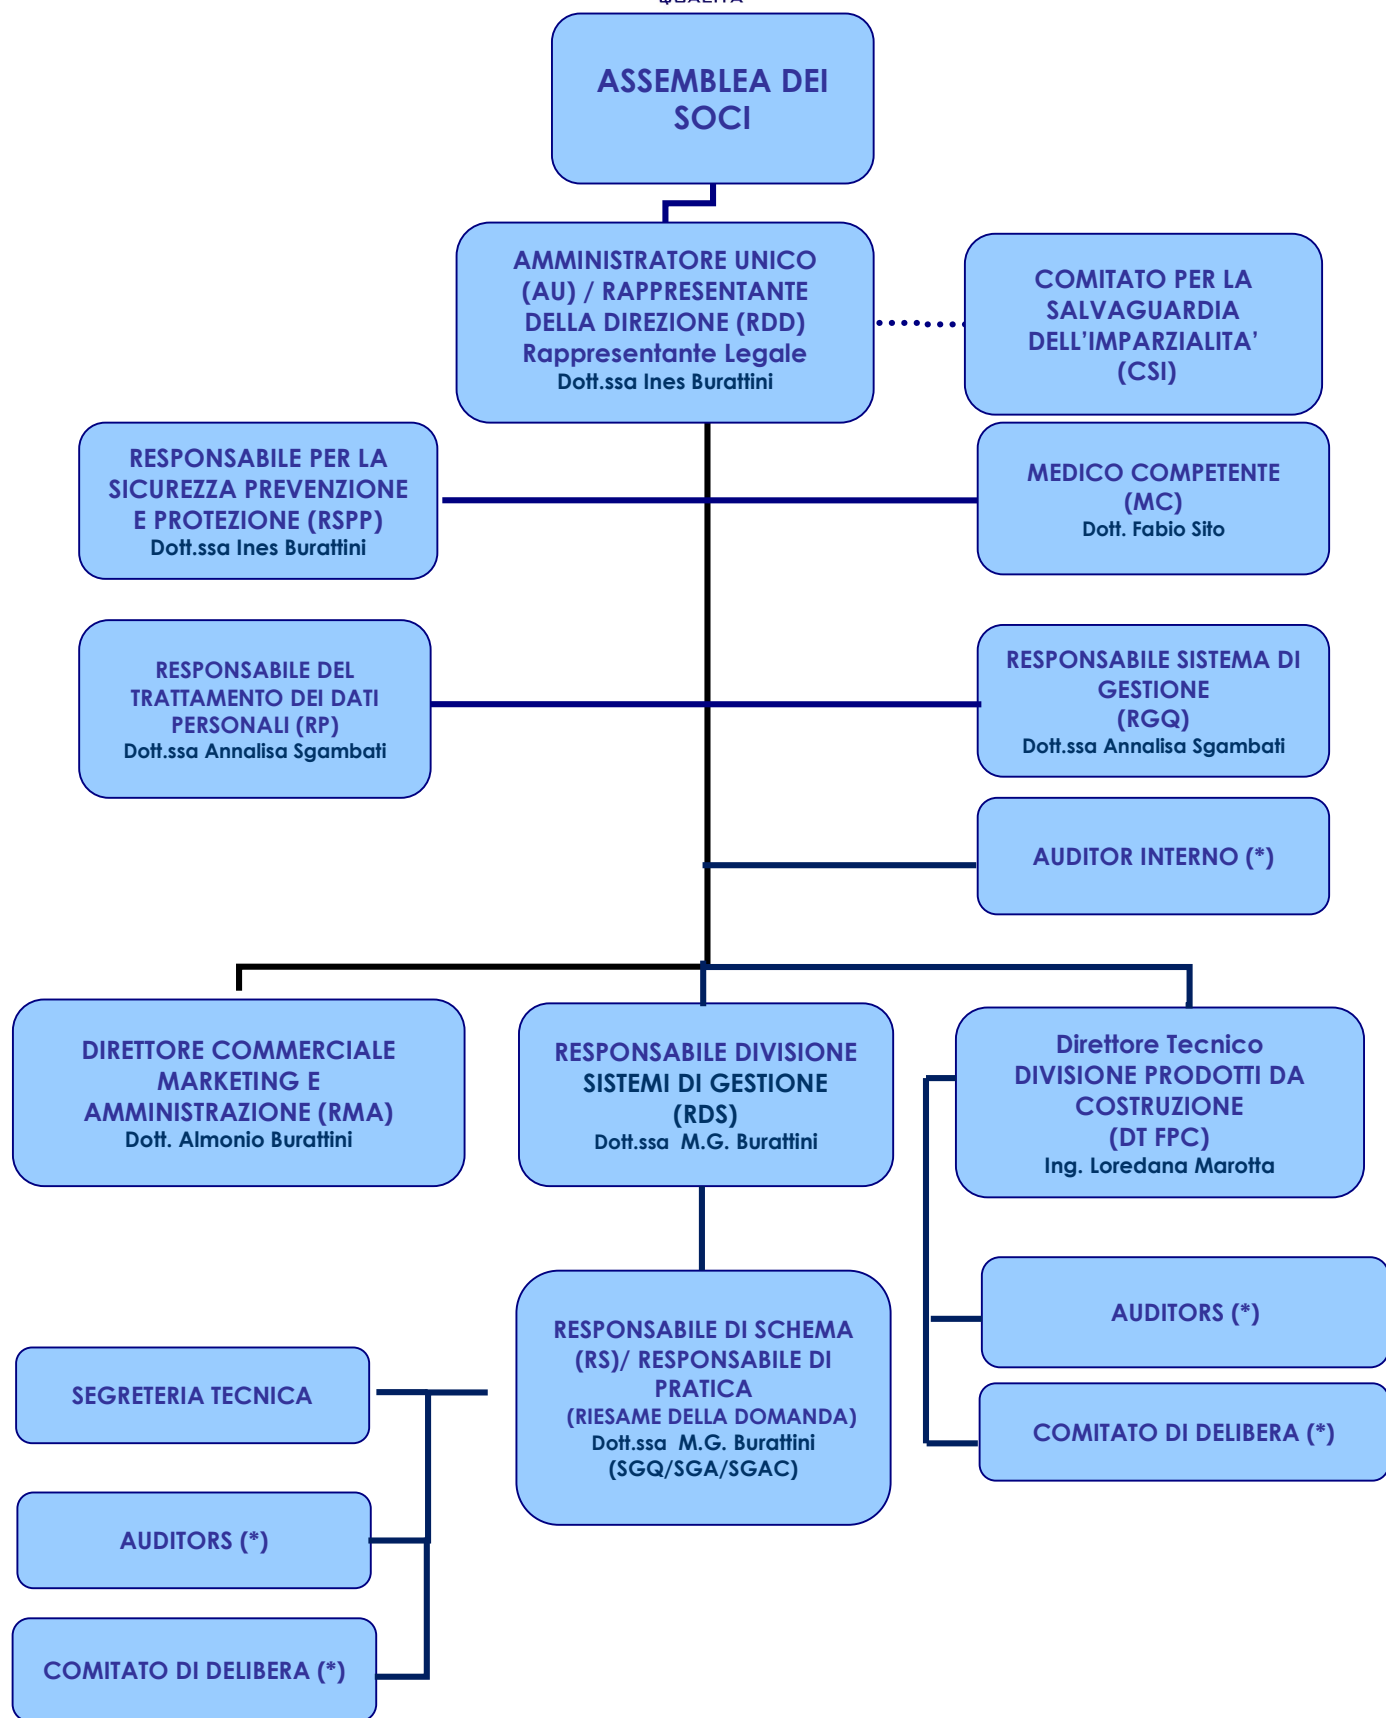 ASSEMBLEA DEI
SOCI
AMMINISTRATORE UNICO
(AU) / RAPPRESENTANTE
DELLA DIREZIONE (RDD)
Rappresentante Legale
Dott.ssa Ines Burattini
COMITATO PER LA
SALVAGUARDIA
DELL’IMPARZIALITA’
(CSI)
RESPONSABILE PER LA
SICUREZZA PREVENZIONE
E PROTEZIONE (RSPP)
Dott.ssa Ines Burattini
MEDICO COMPETENTE
(MC)
Dott. Fabio Sito
RESPONSABILE DEL
TRATTAMENTO DEI DATI
PERSONALI (RP)
Dott.ssa Annalisa Sgambati
RESPONSABILE SISTEMA DI
GESTIONE
(RGQ)
Dott.ssa Annalisa Sgambati
AUDITOR INTERNO (*)
DIRETTORE COMMERCIALE
MARKETING E
AMMINISTRAZIONE (RMA)
Dott. Almonio Burattini
RESPONSABILE DIVISIONE
SISTEMI DI GESTIONE
(RDS)
Dott.ssa M.G. Burattini
Direttore Tecnico
DIVISIONE PRODOTTI DA
COSTRUZIONE
(DT FPC)
Ing. Loredana Marotta
RESPONSABILE DI SCHEMA
(RS)/ RESPONSABILE DI
PRATICA
(RIESAME DELLA DOMANDA)
Dott.ssa M.G. Burattini
(SGQ/SGA/SGAC)
AUDITORS (*)
COMITATO DI DELIBERA (*)
SEGRETERIA TECNICA
AUDITORS (*)
COMITATO DI DELIBERA (*)